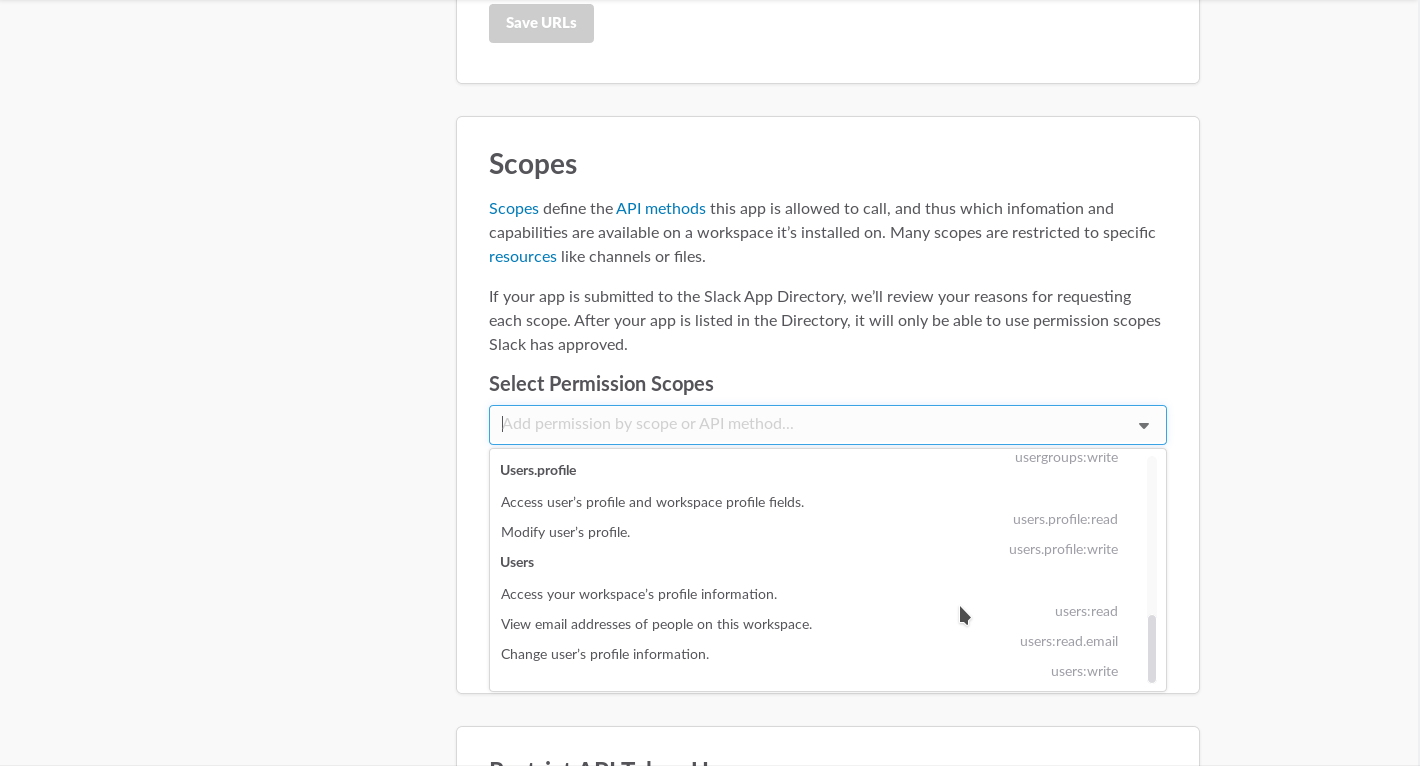 Save URLs
Scopes
Scopes define the API methods this app is allowed to call, and thus which infomation and
capabilities are available on a workspace it’s installed on. Many scopes are restricted to specific
resources like channels or files.
If your app is submitted to the Slack App Directory, we’ll review your reasons for requesting
each scope. After your app is listed in the Directory, it will only be able to use permission scopes
Slack has approved.
Select Permission Scopes
Add permission by scope or API method...
usergroups:write
Users.profile
Access user’s profile and workspace profile fields.
users.profile:read
Modify user’s profile.
users.profile:write
Users
Access your workspace’s profile information.
users:read
View email addresses of people on this workspace.
users:read.email
Change user’s profile information.
users:write